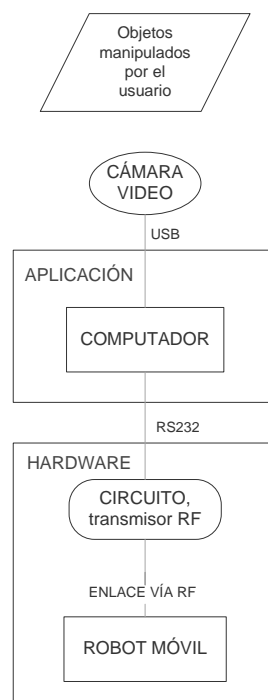 Objetos
manipulados
por el
usuario
CÁMARA
VIDEO
USB
APLICACIÓN
COMPUTADOR
RS232
HARDWARE
CIRCUITO,
transmisor RF
ENLACE VÍA RF
ROBOT MÓVIL